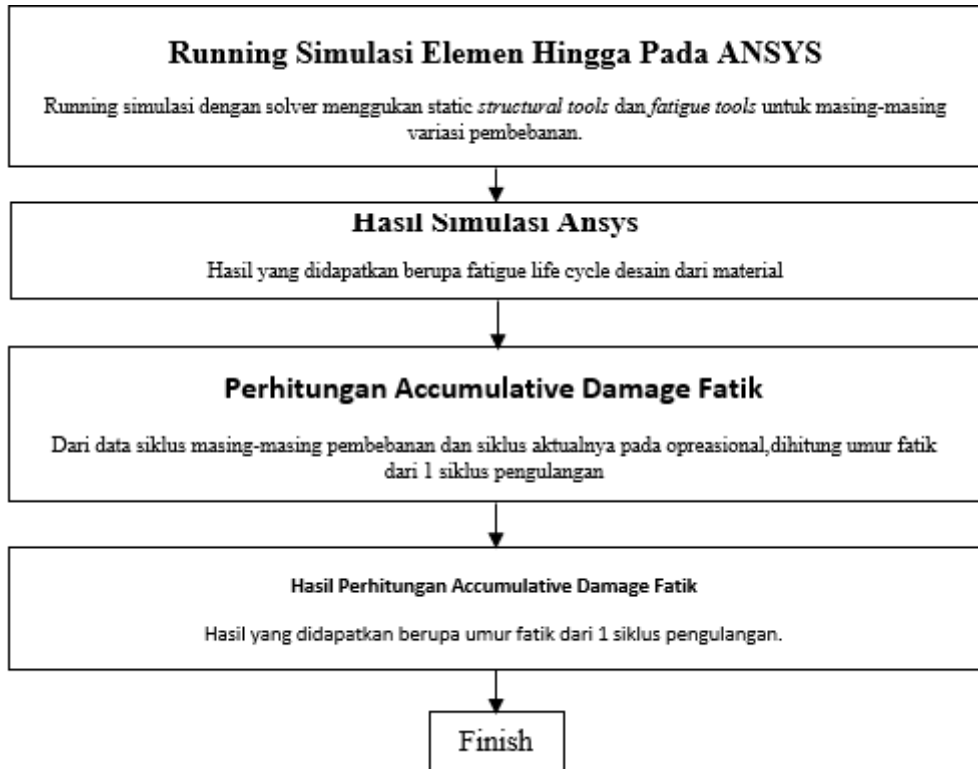 Running Simulasi Elemen Hingga Pada ANSYS
Running simulasi dengan solver menggukan static structural tools dan fatigue tools untuk masing-masing
variasi pembebanan.
Hasil Simulasi Ansys
Hasil yang didapatkan berupa fatigue life cycle desain dari material
Perhitungan Accumulative Damage Fatik
Dari data siklus masing-masing pembebanan dan siklus aktualnya pada opreasional,dihitung umur fatik
dari 1 siklus pengulangan
Hasil Perhitungan Accumulative Damage Fatik
Hasil yang didapatkan berupa umur fatik dari 1 siklus pengulangan.
Finish